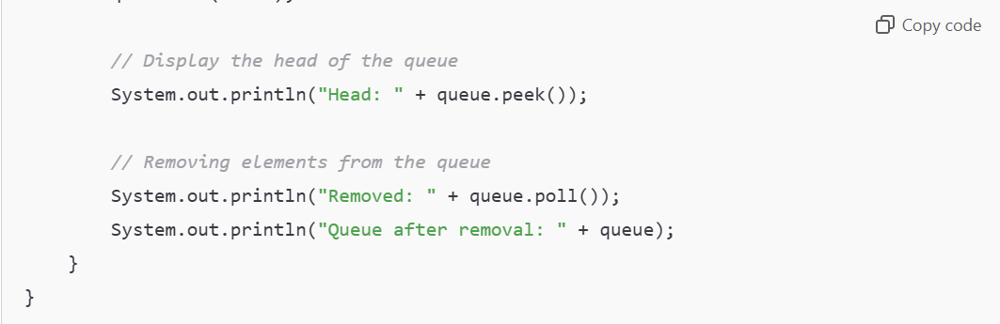 Copy code
// Display the head of the queue
System.out.println("Head: " + queue.peek());
// Removing elements from the queue
System.out.println("Removed: " + queue.poll());
System.out.println("Queue after removal: " + queue);
}
}